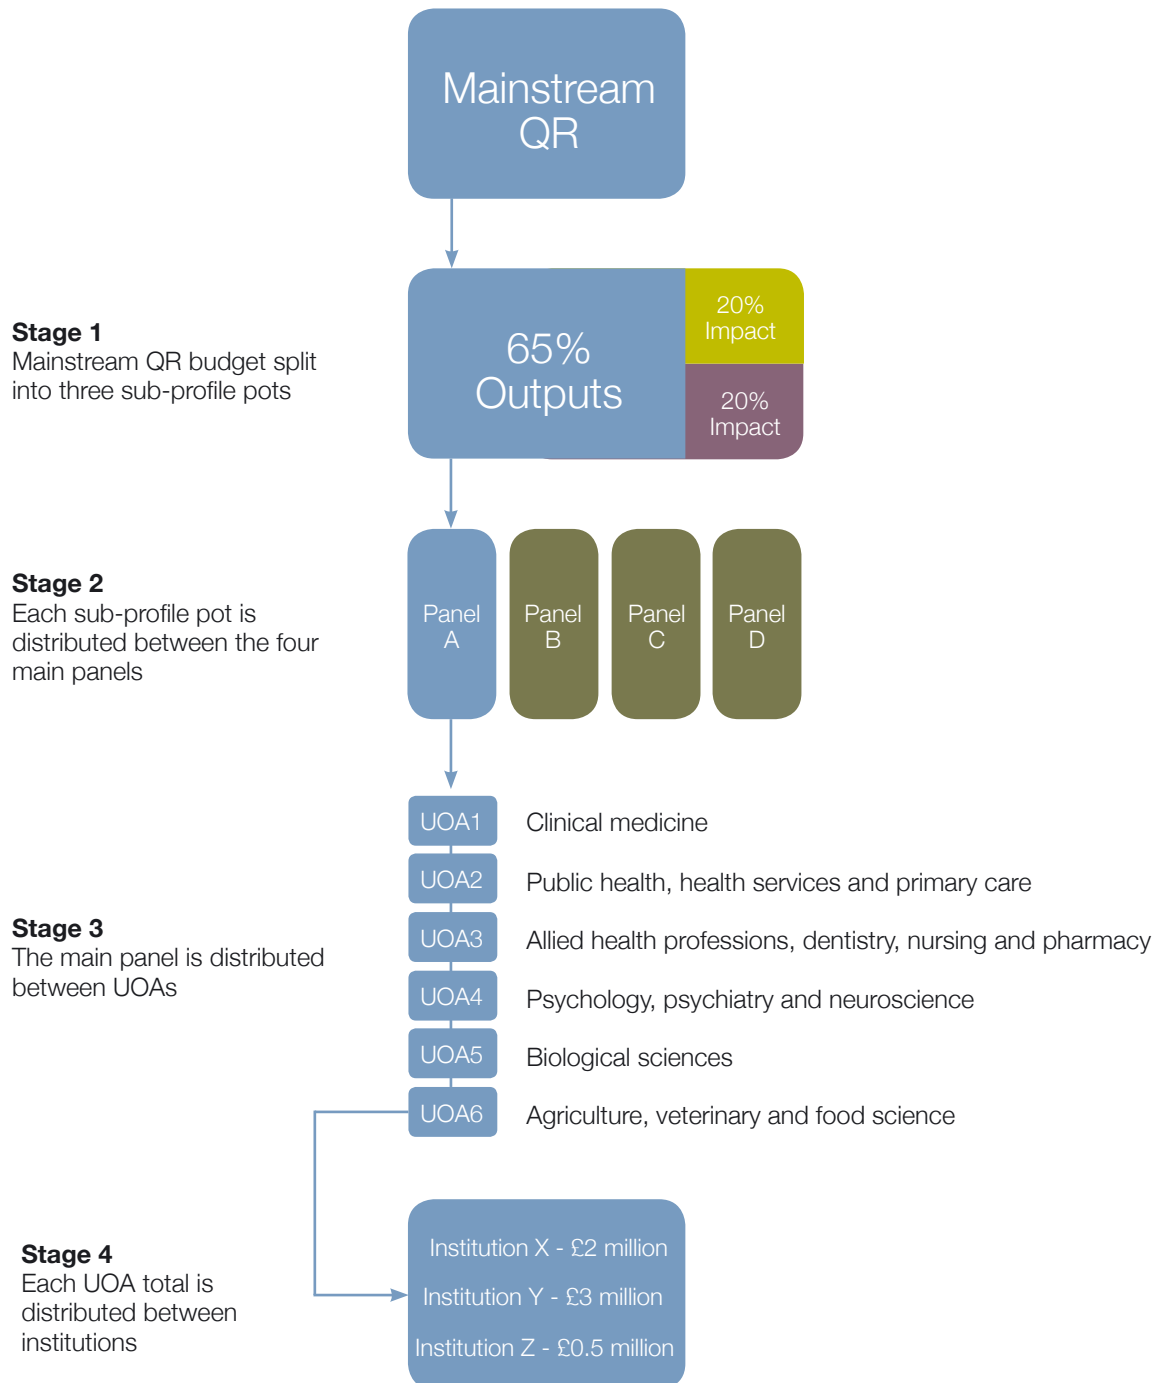 Mainstream
QR
Stage 1
Mainstream QR budget split
into three sub-profile pots
65%
Outputs
20%
Impact
20%
Impact
Stage 2
Each sub-profile pot is
distributed between the four
main panels
Panel
A
Panel
B
Panel
C
Panel
D
Stage 3
The main panel is distributed
between UOAs
UOA1 Clinical medicine
UOA2 Public health, health services and primary care
UOA3 Allied health professions, dentistry, nursing and pharmacy
UOA4 Psychology, psychiatry and neuroscience
UOA5 Biological sciences
UOA6 Agriculture, veterinary and food science
Stage 4
Each UOA total is
distributed between
institutions
Institution X - £2 million
Institution Y - £3 million
Institution Z - £0.5 million